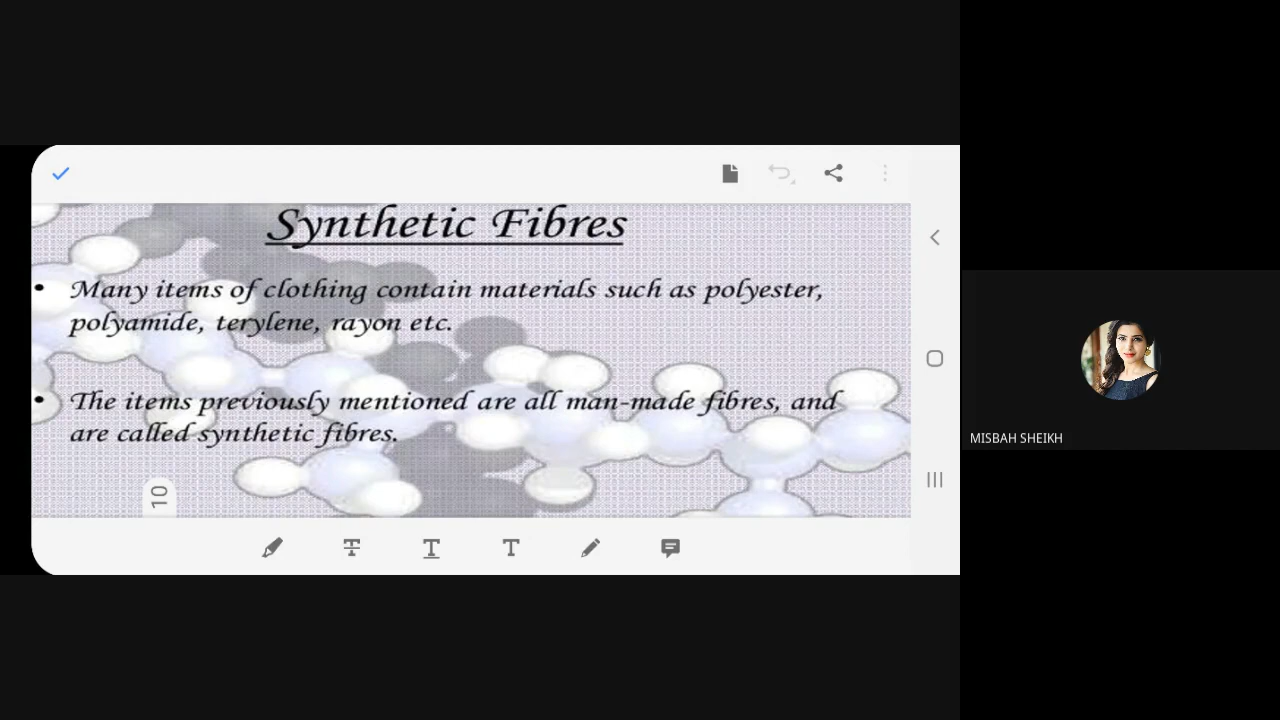 Synthetic Fibres
• Many items of clothing contain materials such as polyester,
polyamide, terylene, rayon etc.
• The items previously mentioned are all man-made fibres, and
are called synthetic fibres.
10
MISBAH SHEIKH